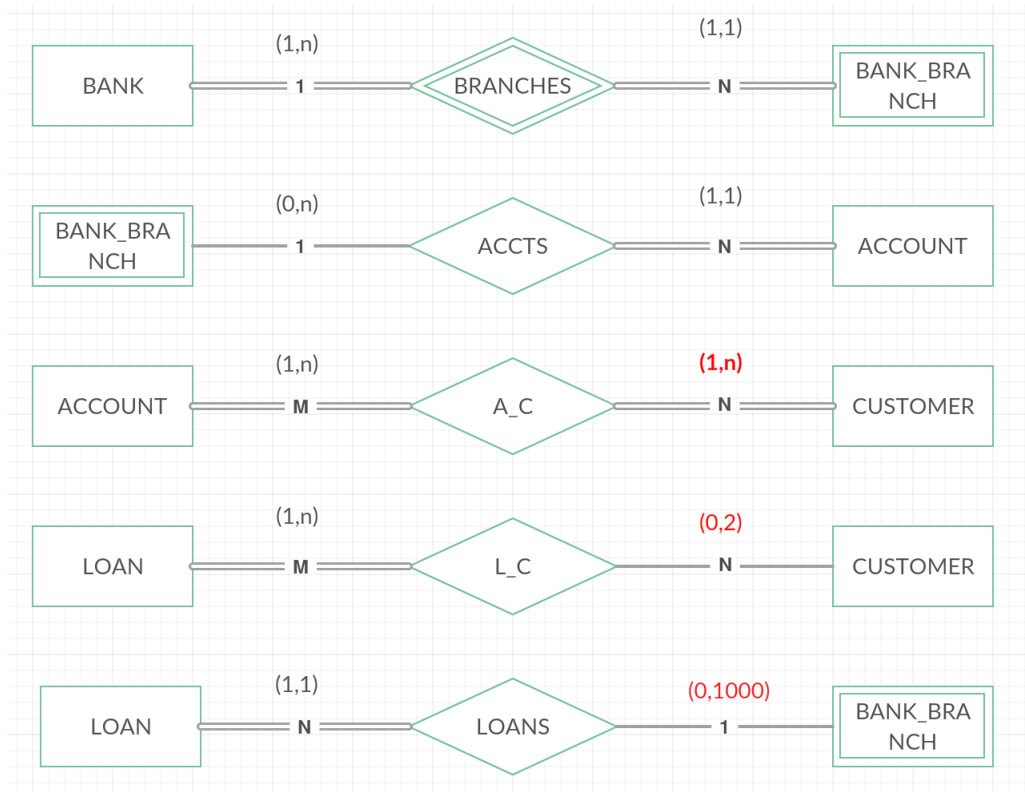 (1,n) (1,1)
BANK 1 BRANCHES N BANK_BRA
NCH
(0,n) (1,1)
BANK_BRA
NCH 1 ACCTS N ACCOUNT
(1,n) (1,n)
ACCOUNT M A_C N CUSTOMER
(1,n) (0,2)
LOAN M L_C N CUSTOMER
(1,1) (0,1000)
LOAN N LOANS 1 BANK_BRA
NCH